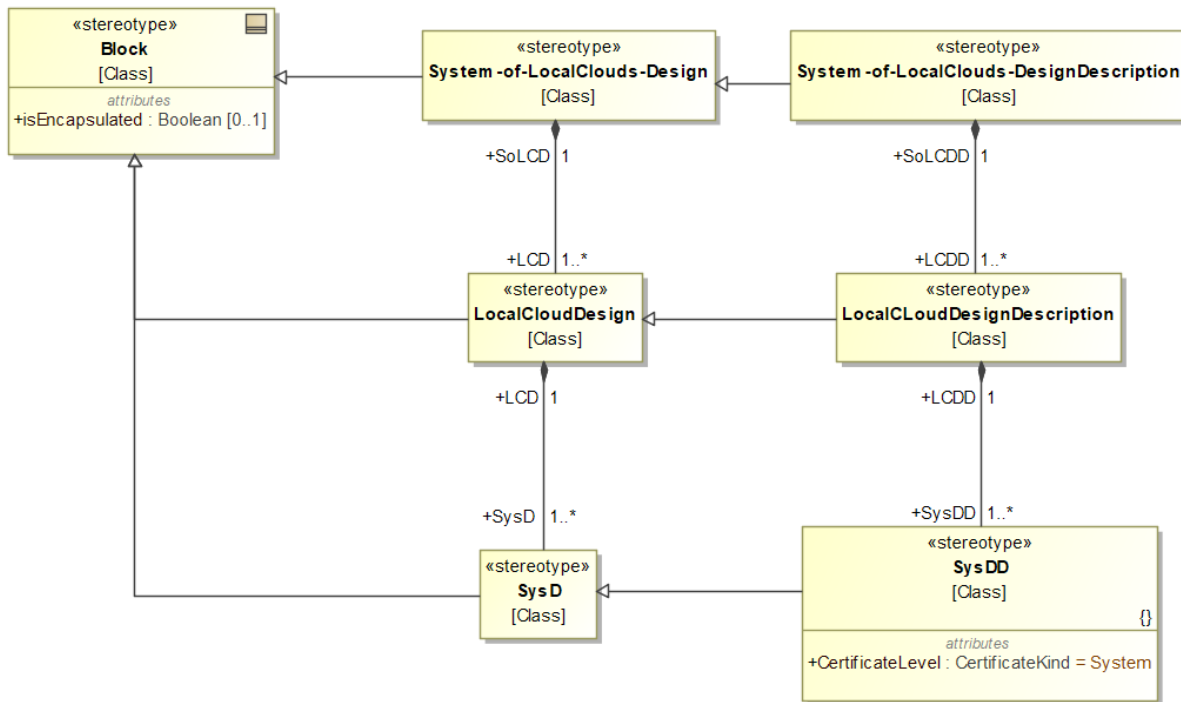 «stereotype»
Block
[Class]
attributes
+isEncapsulated : Boolean [0..1]
«stereotype»
System -of-LocalClouds-Design
[Class]
«stereotype»
System -of-LocalClouds-DesignDescription
[Class]
+SoLCD 1
+SoLCDD 1
+LCD 1..*
+LCDD 1..*
«stereotype»
LocalCloudDesign
[Class]
«stereotype»
LocalCLoudDesignDescription
[Class]
+LCD 1
+LCDD 1
+SysD 1..*
+SysDD 1..*
«stereotype»
SysD
[Class]
«stereotype»
SysDD
[Class]
{}
attributes
+CertificateLevel : CertificateKind = System